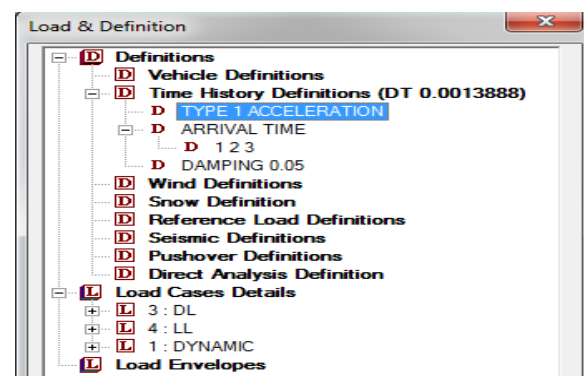 Load & Definition
Definitions
Vehicle Definitions
Time History Definitions (DT 0.0013888)
TYPE 1 ACCELERATION
ARRIVAL TIME
1 2 3
DAMPING 0.05
Wind Definitions
Snow Definition
Reference Load Definitions
Seismic Definitions
Pushover Definitions
Direct Analysis Definition
Load Cases Details
3 : DL
4 : LL
1 : DYNAMIC
Load Envelopes